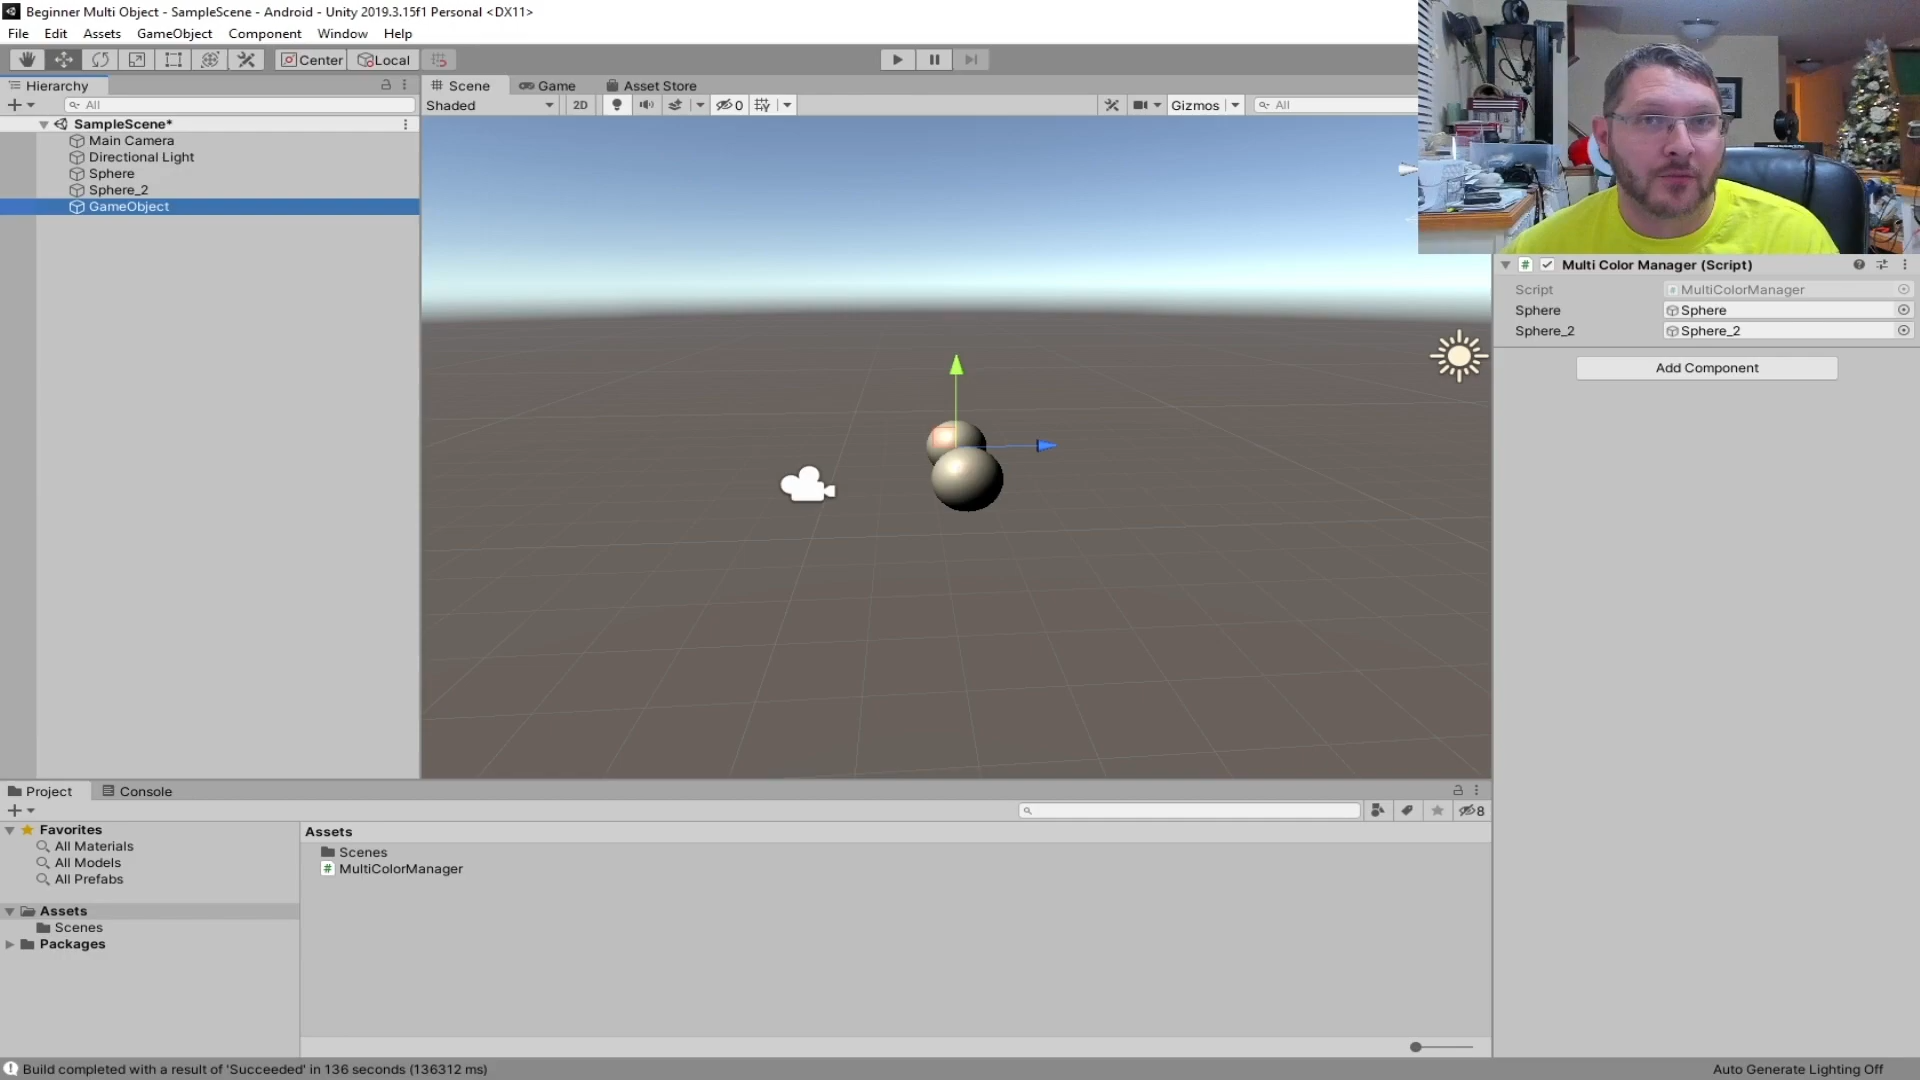 Beginner Multi Object - SampleScene - Android - Unity 2019.3.15f1 Personal <DX11>
File Edit Assets GameObject Component Window Help
Center Local
Hierarchy
All
SampleScene*
Main Camera
Directional Light
Sphere
Sphere_2
GameObject
Scene Game Asset Store
Shaded 2D 0 Gizmos All
Multi Color Manager (Script)
Script MultiColorManager
Sphere Sphere
Sphere_2 Sphere_2
Add Component
Project Console
8
Favorites
All Materials
All Models
All Prefabs
Assets
Scenes
Packages
Assets
Scenes
MultiColorManager
Build completed with a result of 'Succeeded' in 136 seconds (136312 ms)
Auto Generate Lighting Off